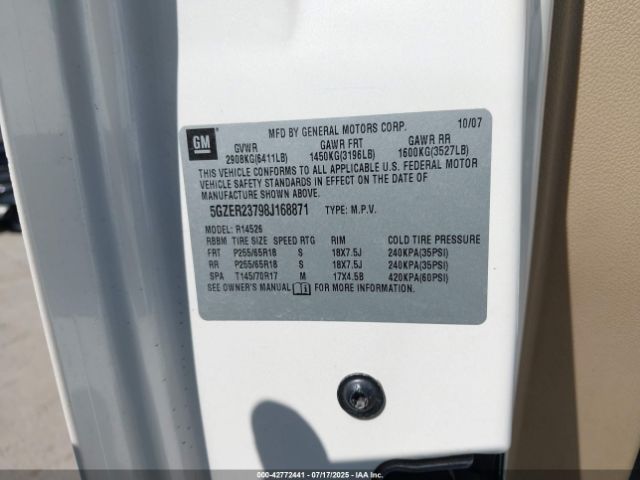 GM
MFD BY GENERAL MOTORS CORP. 10/07
GVWR GAWR FRT GAWR RR
2908KG(6411LB) 1450KG(3196LB) 1600KG(3527LB)
THIS VEHICLE CONFORMS TO ALL APPLICABLE U.S. FEDERAL MOTOR
VEHICLE SAFETY STANDARDS IN EFFECT ON THE DATE OF
MANUFACTURE SHOWN ABOVE.
5GZER23798J168871 TYPE: M.P.V.
MODEL: R14526
RBBM TIRE SIZE SPEED RTG RIM COLD TIRE PRESSURE
FRT P255/65R18 S 18X7.5J 240KPA(35PSI)
RR P255/65R18 S 18X7.5J 240KPA(35PSI)
SPA T145/70R17 M 17X4.5B 420KPA(60PSI)
SEE OWNER'S MANUAL FOR MORE INFORMATION.
000-42772441 - 07/17/2025 - IAAI.COM